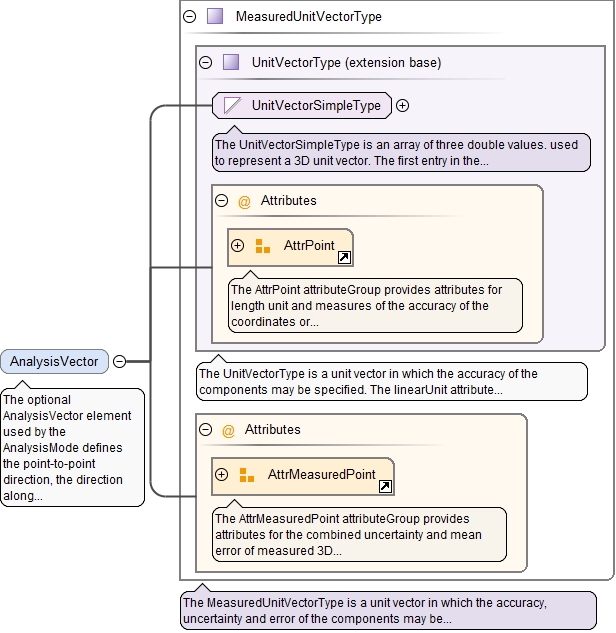 MeasuredUnitVectorType
UnitVectorType (extension base)
UnitVectorSimpleType
The UnitVectorSimpleType is an array of three double values. used
to represent a 3D unit vector. The first entry in the...
@ Attributes
AttrPoint
The AttrPoint attributeGroup provides attributes for
length unit and measures of the accuracy of the
coordinates or...
The UnitVectorType is a unit vector in which the accuracy of the
components may be specified. The linearUnit attribute...
AnalysisVector
The optional
AnalysisVector element
used by the
AnalysisMode defines
the point-to-point
direction, the direction
along...
@ Attributes
AttrMeasuredPoint
The AttrMeasuredPoint attributeGroup provides
attributes for the combined uncertainty and mean
error of measured 3D...
The MeasuredUnitVectorType is a unit vector in which the accuracy,
uncertainty and error of the components may be...